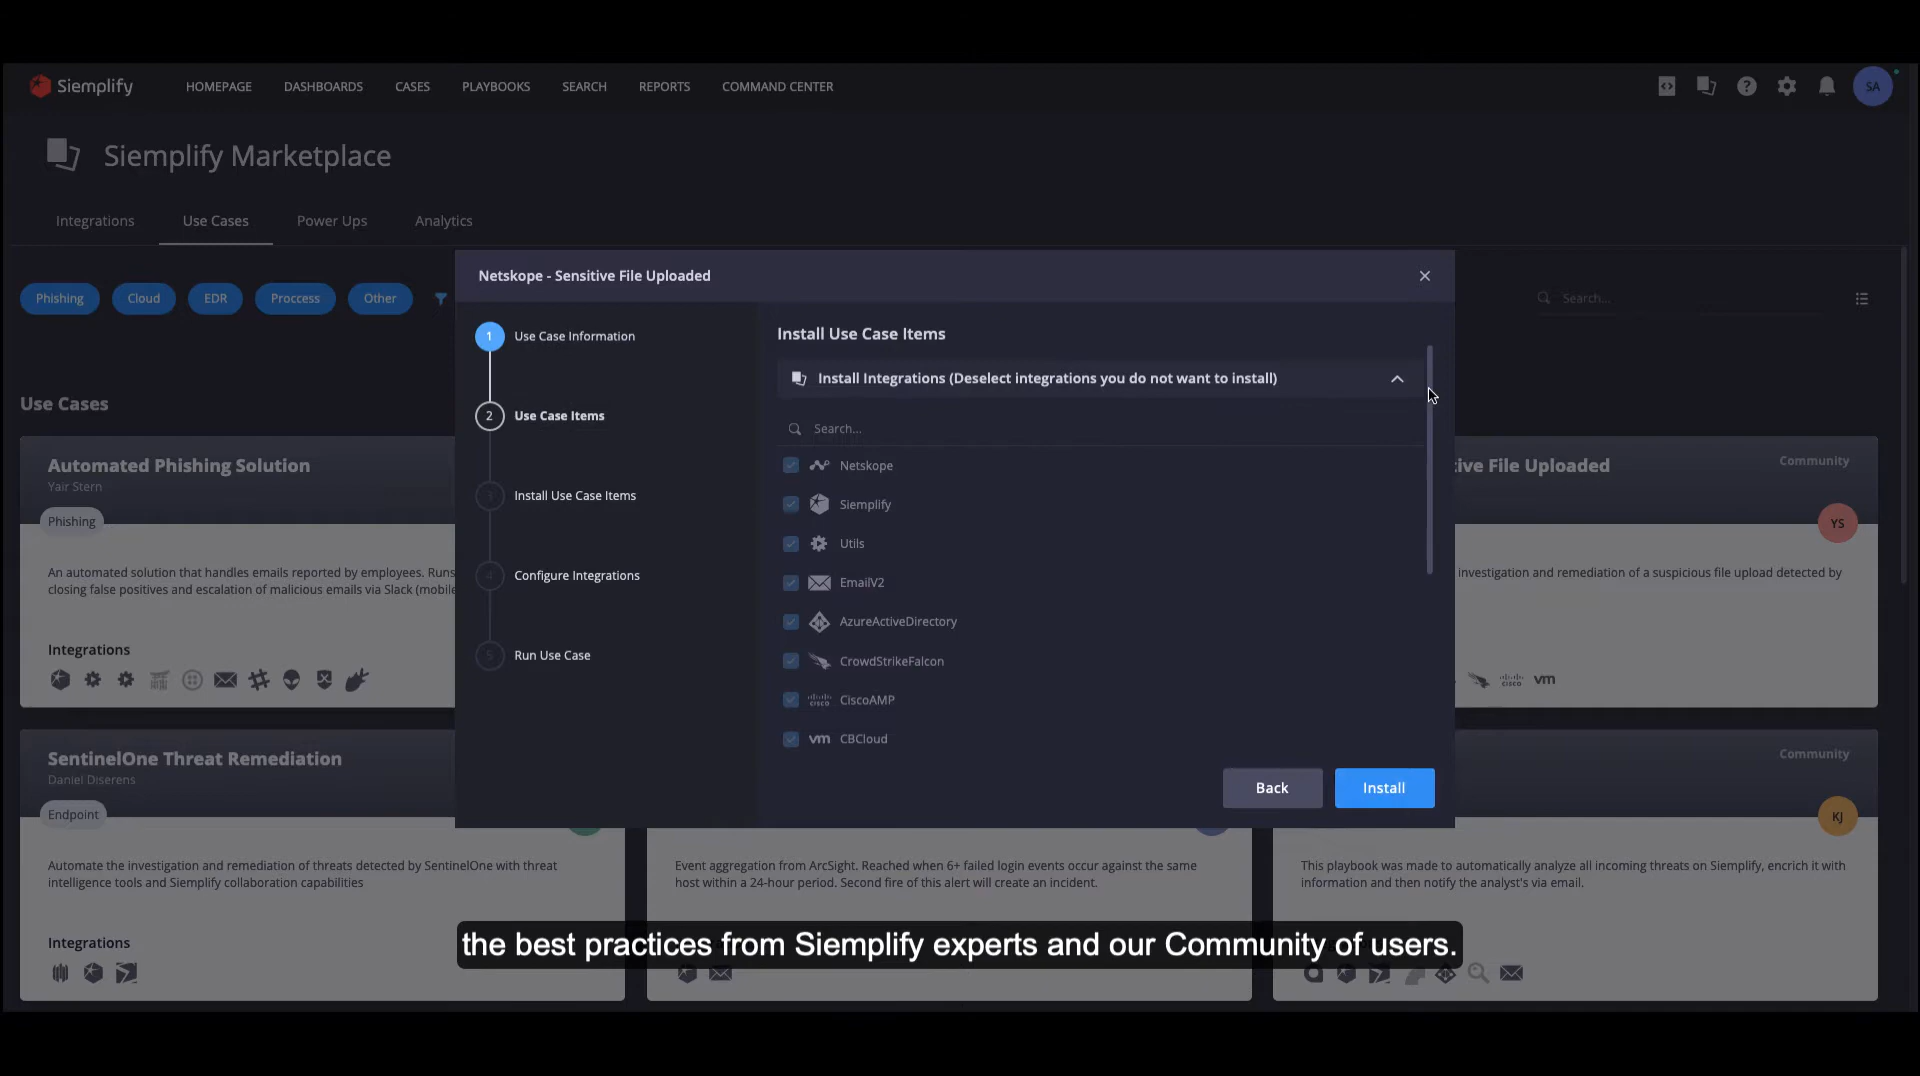 Siemplify
HOMEPAGE
DASHBOARDS
CASES
PLAYBOOKS
SEARCH
REPORTS
COMMAND CENTER
SA
Siemplify Marketplace
Integrations
Use Cases
Power Ups
Analytics
Phishing
Cloud
EDR
Proccess
Other
Search...
Netskope - Sensitive File Uploaded
1 Use Case Information
2 Use Case Items
3 Install Use Case Items
4 Configure Integrations
5 Run Use Case
Install Use Case Items
Install Integrations (Deselect integrations you do not want to install)
Search...
Netskope
Siemplify
Utils
EmailV2
AzureActiveDirectory
CrowdStrikeFalcon
CISCO CiscoAMP
vm CBCloud
Back
Install
Use Cases
Automated Phishing Solution
Yair Stern
Phishing
An automated solution that handles emails reported by employees. Runs
closing false positives and escalation of malicious emails via Slack (mobile
Integrations
ive File Uploaded
Community
YS
investigation and remediation of a suspicious file upload detected by
CISCO vm
SentinelOne Threat Remediation
Daniel Diserens
Endpoint
Automate the investigation and remediation of threats detected by SentinelOne with threat
intelligence tools and Siemplify collaboration capabilities
Integrations
Event aggregation from ArcSight. Reached when 6+ failed login events occur against the same
host within a 24-hour period. Second fire of this alert will create an incident.
Community
KJ
This playbook was made to automatically analyze all incoming threats on Siemplify, enrich it with
information and then notify the analyst's via email.
the best practices from Siemplify experts and our Community of users.